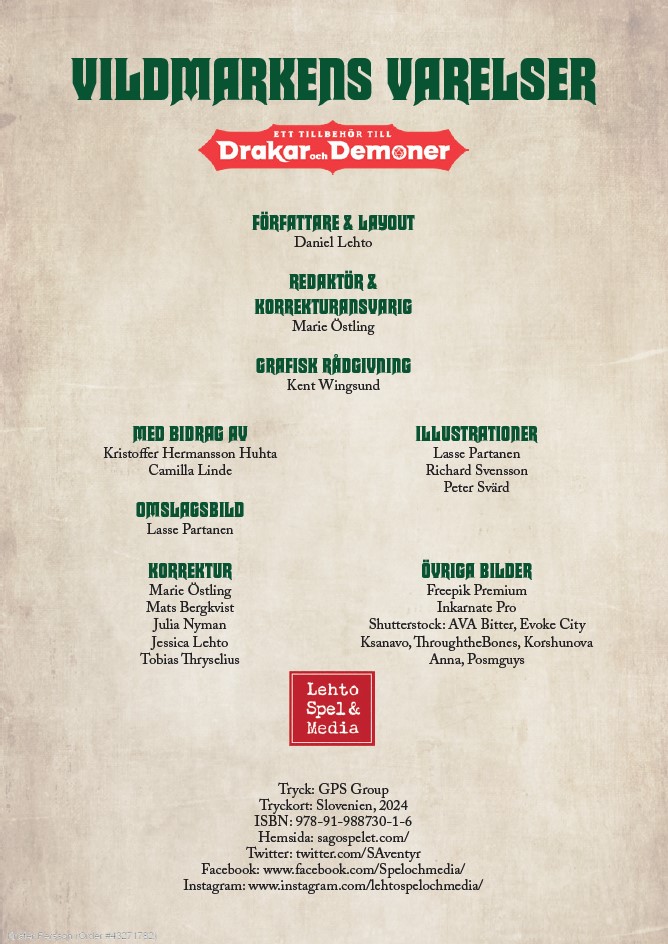 VILDMARKENS VARELSER
ETT TILLBEHÖR TILL
Drakar och Demoner
FÖRFATTARE & LAYOUT
Daniel Lehto
REDAKTÖR &
KORREKTURANSVARIG
Marie Östling
GRAFISK RÅDGIVNING
Kent Wingsund
MED BIDRAG AV
Kristoffer Hermansson Huhta
Camilla Linde
OMSLAGSBILD
Lasse Partanen
ILLUSTRATIONER
Lasse Partanen
Richard Svensson
Peter Svärd
KORREKTUR
Marie Östling
Mats Bergkvist
Julia Nyman
Jessica Lehto
Tobias Thryselius
ÖVRIGA BILDER
Freepik Premium
Inkarnate Pro
Shutterstock: AVA Bitter, Evoke City
Ksanavo, ThroughtheBones, Korshunova
Anna, Posmguys
Lehto
Spel &
Media
Tryck: GPS Group
Tryckort: Slovenien, 2024
ISBN: 978-91-988730-1-6
Hemsida: sagospelet.com/
Twitter: twitter.com/SAventyr
Facebook: www.facebook.com/Spelochmedia/
Instagram: www.instagram.com/lehtospelochmedia/
(Order #43271782)